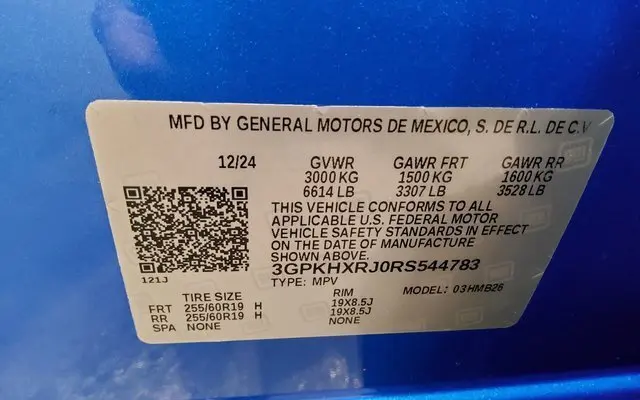 MFD BY GENERAL MOTORS DE MEXICO, S. DE R.L. DE C.V
12/24 GVWR GAWR FRT GAWR RR
3000 KG 1500 KG 1600 KG
6614 LB 3307 LB 3528 LB
THIS VEHICLE CONFORMS TO ALL
APPLICABLE U.S. FEDERAL MOTOR
VEHICLE SAFETY STANDARDS IN EFFECT
ON THE DATE OF MANUFACTURE
SHOWN ABOVE.
3GPKHXRJ0RS544783
121J
TYPE: MPV MODEL: 03HMB26
TIRE SIZE RIM
FRT 255/60R19 H 19X8.5J
RR 255/60R19 H 19X8.5J
SPA NONE NONE